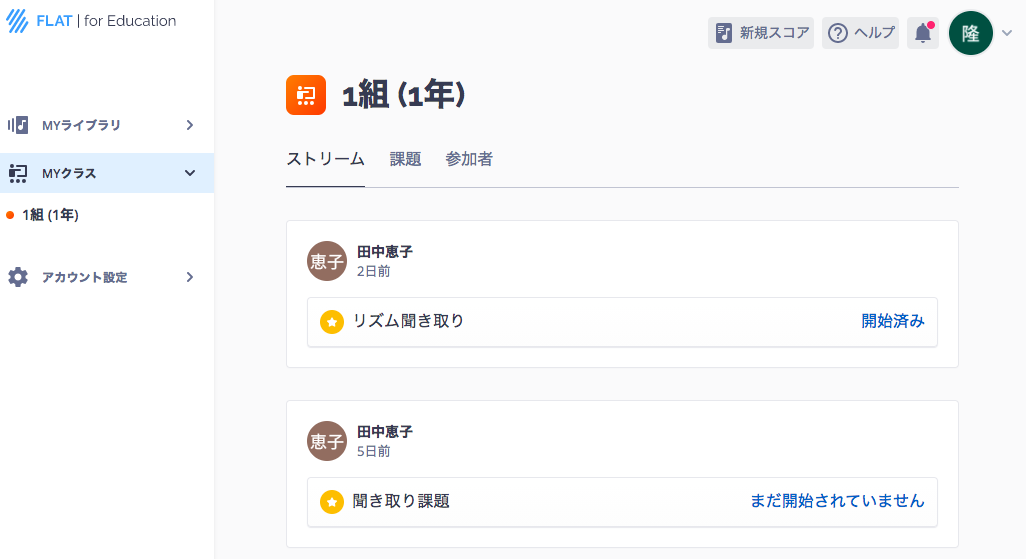 FLAT | for Education
新規スコア
ヘルプ
隆
MYライブラリ
MYクラス
1組 (1年)
アカウント設定
1組 (1年)
ストリーム 課題 参加者
恵子
田中恵子
2日前
リズム聞き取り 開始済み
恵子
田中恵子
5日前
聞き取り課題 まだ開始されていません